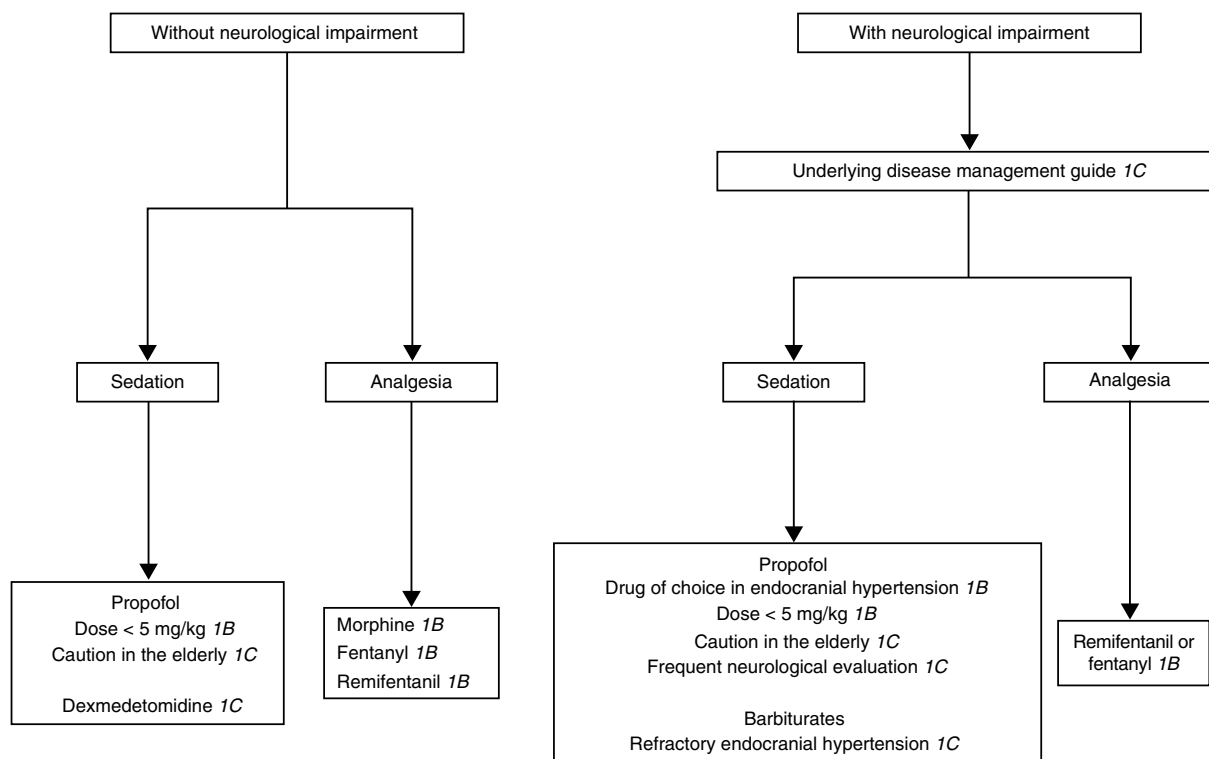 Without neurological impairment
With neurological impairment
Underlying disease management guide 1C
Sedation
Analgesia
Sedation
Analgesia
Propofol
Dose < 5 mg/kg 1B
Caution in the elderly 1C
Dexmedetomidine 1C
Morphine 1B
Fentanyl 1B
Remifentanil 1B
Propofol
Drug of choice in endocranial hypertension 1B
Dose < 5 mg/kg 1B
Caution in the elderly 1C
Frequent neurological evaluation 1C
Barbiturates
Refractory endocranial hypertension 1C
Remifentanil or
fentanyl 1B